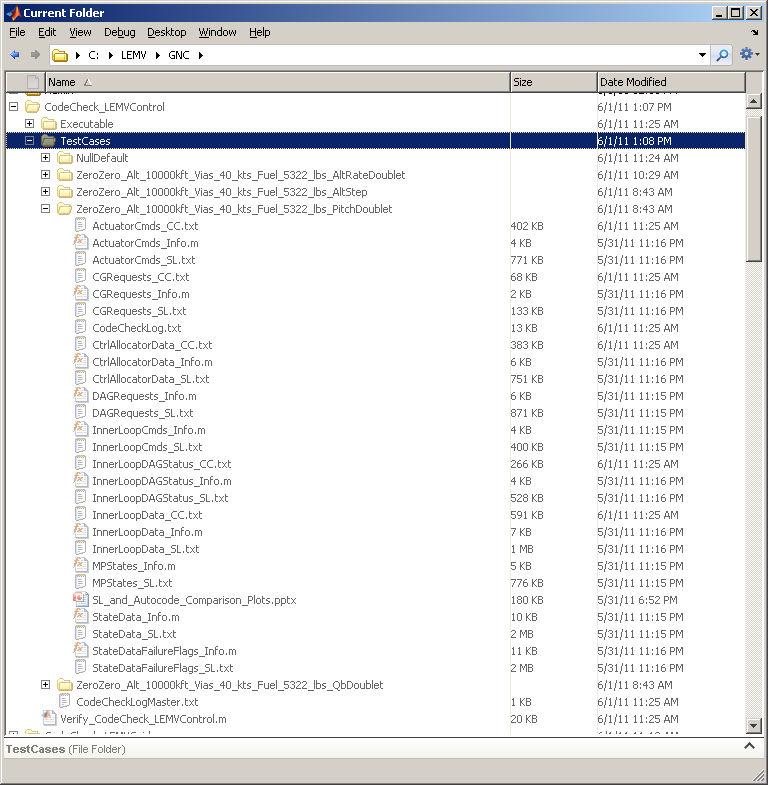 Current Folder
File Edit View Debug Desktop Window Help
C: LEMV GNC
Name Size Date Modified
CodeCheck_LEMVControl 6/1/11 1:07 PM
Executable 6/1/11 11:25 AM
TestCases 6/1/11 1:08 PM
NullDefault 6/1/11 11:24 AM
ZeroZero_Alt_10000kft_Vias_40_kts_Fuel_5322_lbs_AltRateDoublet 6/1/11 10:29 AM
ZeroZero_Alt_10000kft_Vias_40_kts_Fuel_5322_lbs_AltStep 6/1/11 8:43 AM
ZeroZero_Alt_10000kft_Vias_40_kts_Fuel_5322_lbs_PitchDoublet 6/1/11 8:43 AM
ActuatorCmds_CC.txt 402 KB 6/1/11 11:25 AM
ActuatorCmds_Info.m 4 KB 5/31/11 11:16 PM
ActuatorCmds_SL.txt 771 KB 5/31/11 11:16 PM
CGRequests_CC.txt 68 KB 6/1/11 11:25 AM
CGRequests_Info.m 2 KB 5/31/11 11:16 PM
CGRequests_SL.txt 133 KB 5/31/11 11:16 PM
CodeCheckLog.txt 13 KB 6/1/11 11:25 AM
CtrlAllocatorData_CC.txt 383 KB 6/1/11 11:25 AM
CtrlAllocatorData_Info.m 6 KB 5/31/11 11:16 PM
CtrlAllocatorData_SL.txt 751 KB 5/31/11 11:16 PM
DAGRequests_Info.m 6 KB 5/31/11 11:15 PM
DAGRequests_SL.txt 871 KB 5/31/11 11:15 PM
InnerLoopCmds_Info.m 4 KB 5/31/11 11:15 PM
InnerLoopCmds_SL.txt 400 KB 5/31/11 11:15 PM
InnerLoopDAGStatus_CC.txt 266 KB 6/1/11 11:25 AM
InnerLoopDAGStatus_Info.m 4 KB 5/31/11 11:16 PM
InnerLoopDAGStatus_SL.txt 528 KB 5/31/11 11:16 PM
InnerLoopData_CC.txt 591 KB 6/1/11 11:25 AM
InnerLoopData_Info.m 7 KB 5/31/11 11:16 PM
InnerLoopData_SL.txt 1 MB 5/31/11 11:16 PM
MPStates_Info.m 5 KB 5/31/11 11:15 PM
MPStates_SL.txt 776 KB 5/31/11 11:15 PM
SL_and_Autocode_Comparison_Plots.pptx 180 KB 5/31/11 6:52 PM
StateData_Info.m 10 KB 5/31/11 11:15 PM
StateData_SL.txt 2 MB 5/31/11 11:15 PM
StateDataFailureFlags_Info.m 11 KB 5/31/11 11:16 PM
StateDataFailureFlags_SL.txt 2 MB 5/31/11 11:16 PM
ZeroZero_Alt_10000kft_Vias_40_kts_Fuel_5322_lbs_QbDoublet 6/1/11 8:43 AM
CodeCheckLogMaster.txt 1 KB 6/1/11 11:25 AM
Verify_CodeCheck_LEMVControl.m 20 KB 6/1/11 11:25 AM
TestCases (File Folder)